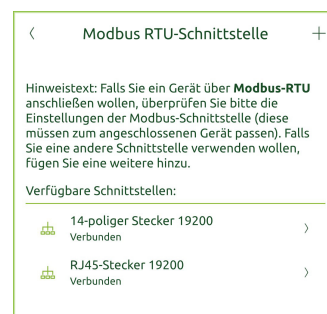 Modbus RTU-Schnittstelle
Hinweistext: Falls Sie ein Gerät über Modbus-RTU
anschließen wollen, überprüfen Sie bitte die
Einstellungen der Modbus-Schnittstelle (diese
müssen zum angeschlossenen Gerät passen). Falls
Sie eine andere Schnittstelle verwenden wollen,
fügen Sie eine weitere hinzu.
Verfügbare Schnittstellen:
14-poliger Stecker 19200
Verbunden
RJ45-Stecker 19200
Verbunden